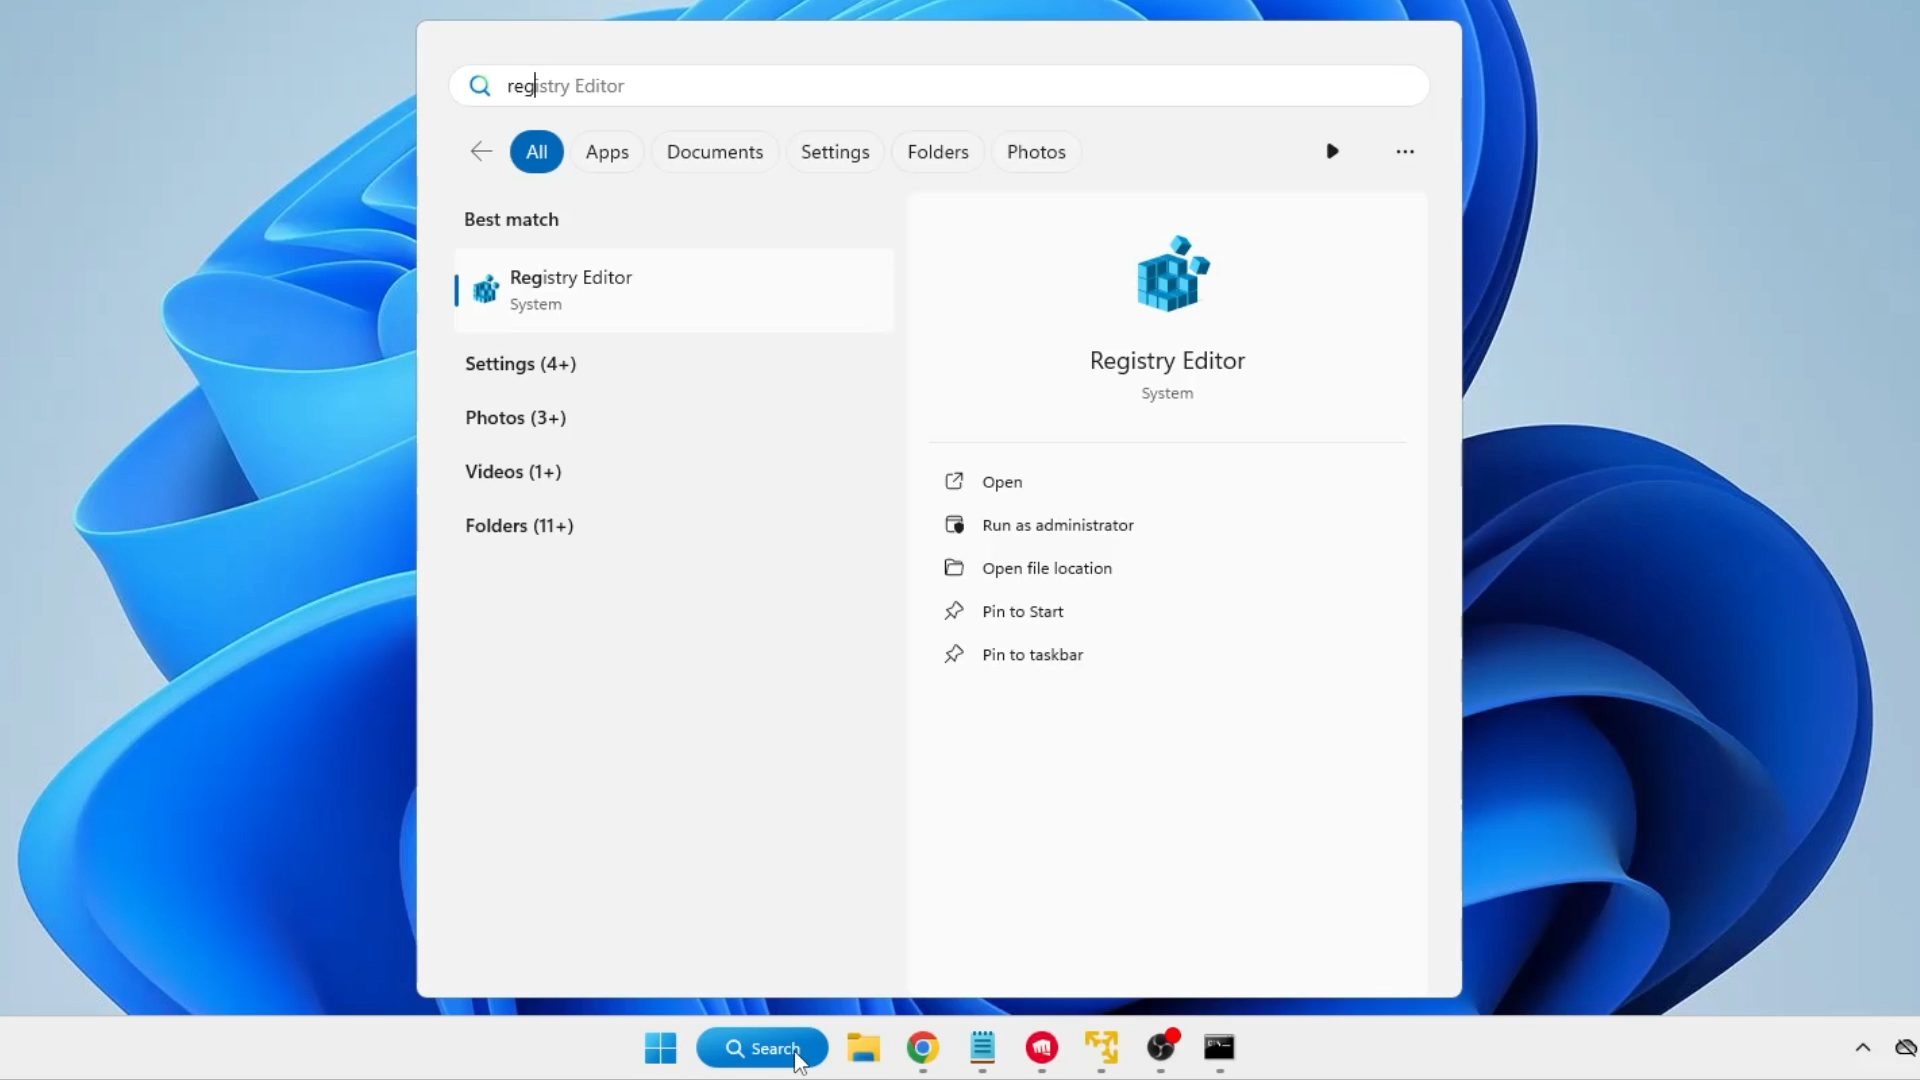 registry Editor
All
Apps
Documents
Settings
Folders
Photos
Best match
Registry Editor
System
Settings (4+)
Photos (3+)
Videos (1+)
Folders (11+)
Registry Editor
System
Open
Run as administrator
Open file location
Pin to Start
Pin to taskbar
Search